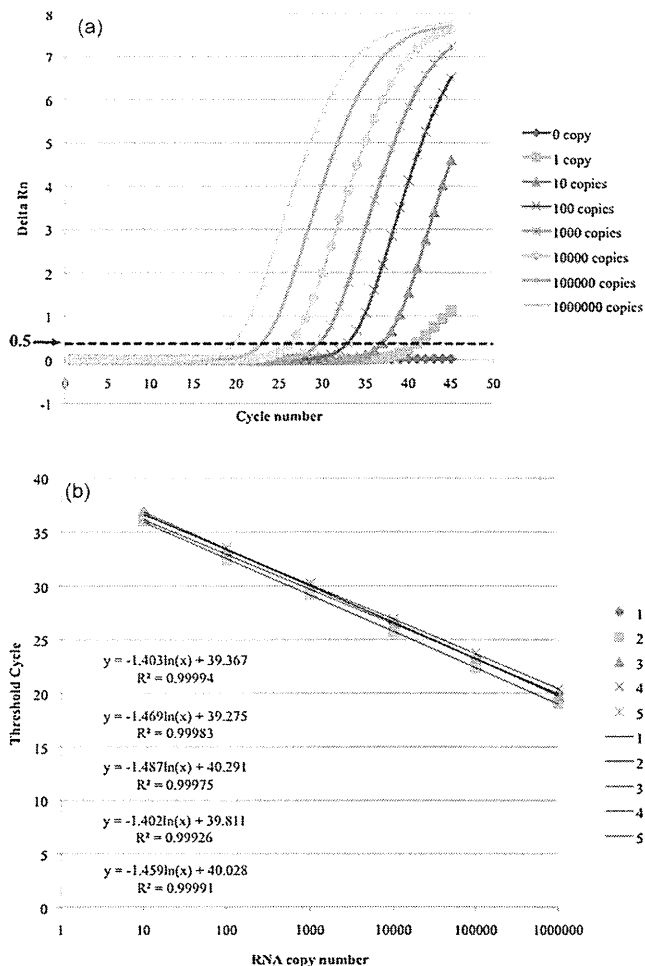 (a)
8
7
6
5
4
3
2
1
0
-1
Delta Rn
0.5
0 5 10 15 20 25 30 35 40 45 50
Cycle number
0 copy
1 copy
10 copies
100 copies
1000 copies
10000 copies
100000 copies
1000000 copies
(b)
40
35
30
25
20
15
10
5
0
Threshold Cycle
y = -1.403ln(x) + 39.367
R² = 0.99994
y = -1.469ln(x) + 39.275
R² = 0.99983
y = -1.487ln(x) + 40.291
R² = 0.99975
y = -1.402ln(x) + 39.811
R² = 0.99926
y = -1.459ln(x) + 40.028
R² = 0.99991
1 10 100 1000 10000 100000 1000000
RNA copy number
1
2
3
4
5
1
2
3
4
5